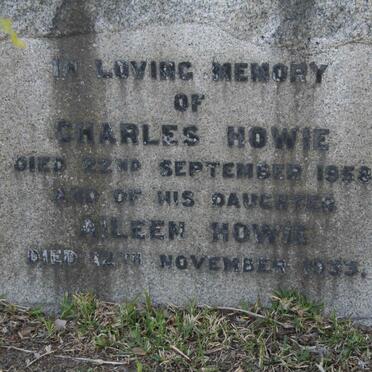 IN LOVING MEMORY
OF
CHARLES HOWIE
DIED 22ND SEPTEMBER 1958
AND OF HIS DAUGHTER
AILEEN HOWIE
DIED 12TH NOVEMBER 1955.